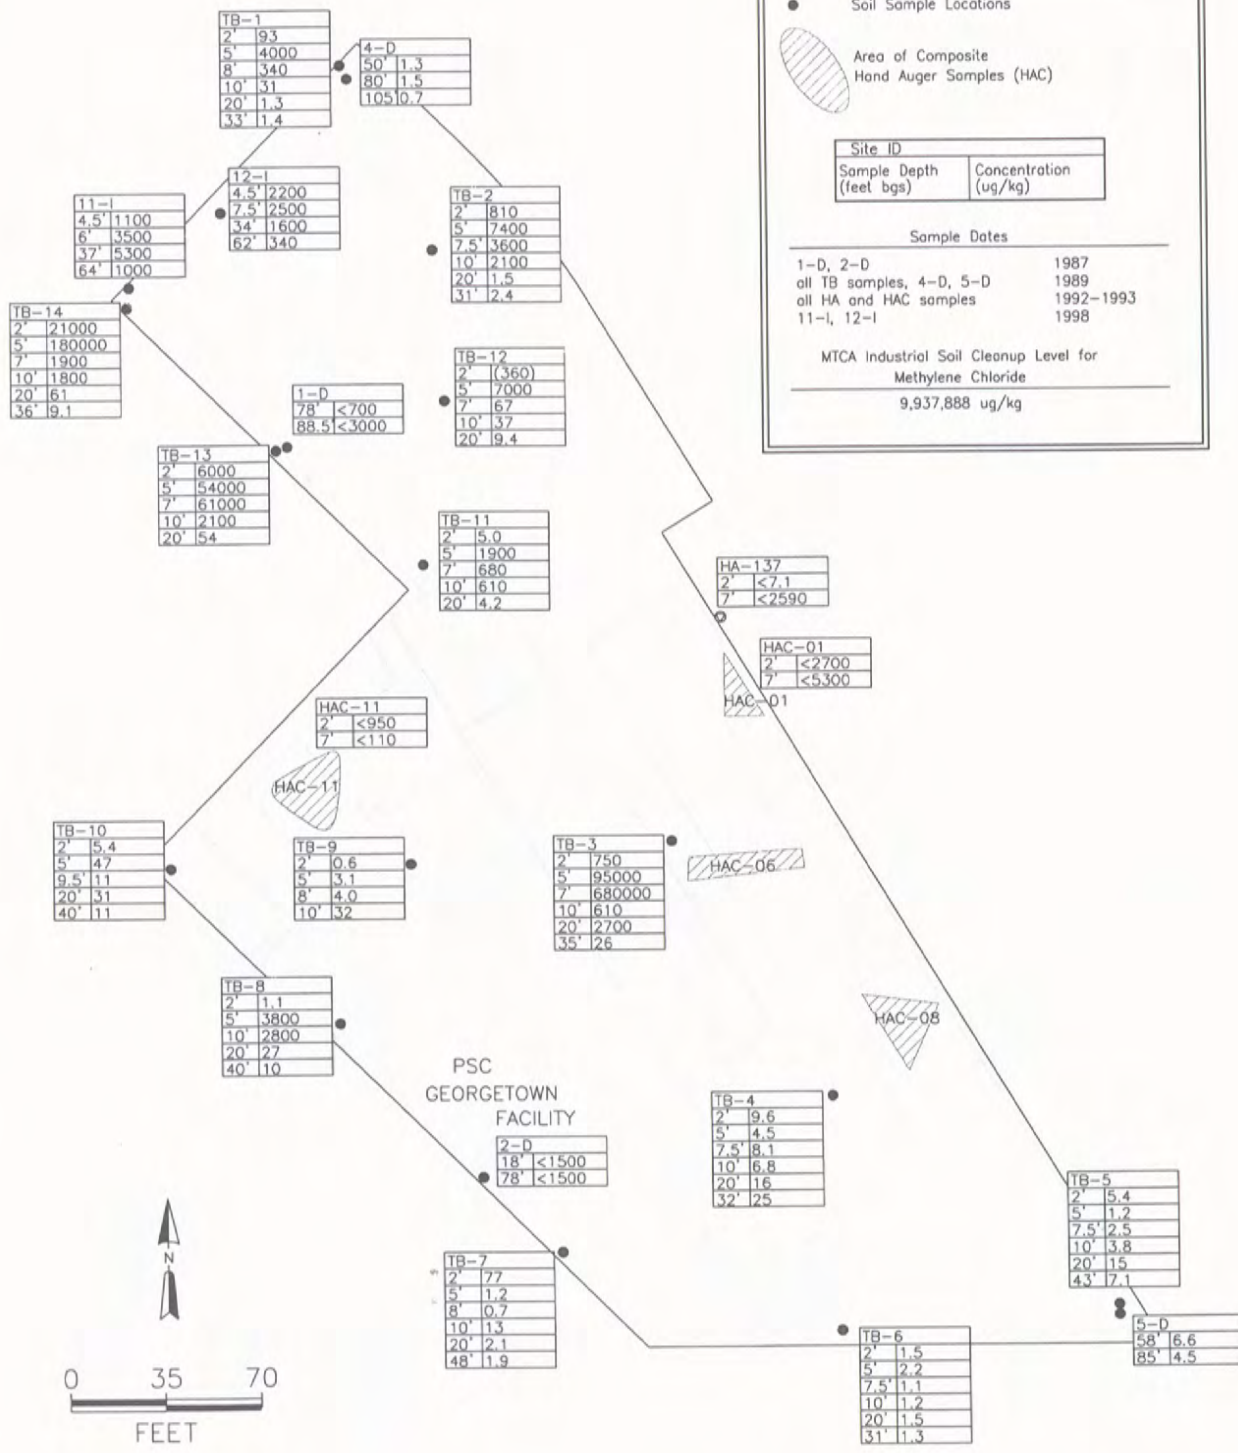 TB-1
2' 93
5' 4000
8' 340
10' 31
20' 1.3
33' 1.4
4-D
50' 1.3
80' 1.5
105' 0.7
Soil Sample Locations
Area of Composite
Hand Auger Samples (HAC)
Site ID
Sample Depth Concentration
(feet bgs) (ug/kg)
Sample Dates
1-D, 2-D 1987
all TB samples, 4-D, 5-D 1989
all HA and HAC samples 1992-1993
11-I, 12-I 1998
MTCA Industrial Soil Cleanup Level for
Methylene Chloride
9,937,888 ug/kg
12-I
4.5' 2200
7.5' 2500
34' 1600
62' 340
11-I
4.5' 1100
6' 3500
37' 5300
64' 1000
TB-2
2' 810
5' 7400
7.5' 3600
10' 2100
20' 1.5
31' 2.4
TB-14
2' 21000
5' 180000
7' 1900
10' 1800
20' 61
36' 9.1
TB-12
2' (360)
5' 7000
7' 67
10' 37
20' 9.4
1-D
78' <700
88.5' <3000
TB-13
2' 6000
5' 54000
7' 61000
10' 2100
20' 54
TB-11
2' 5.0
5' 1900
7' 680
10' 610
20' 4.2
HA-137
2' <7.1
7' <2590
HAC-01
2' <2700
7' <5300
HAC-01
HAC-11
2' <950
7' <110
HAC-11
TB-10
2' 5.4
5' 47
9.5' 11
20' 31
40' 11
TB-9
2' 0.6
5' 3.1
8' 4.0
10' 32
TB-3
2' 750
5' 95000
7' 680000
10' 610
20' 2700
35' 26
HAC-06
TB-8
2' 1.1
5' 3800
10' 2800
20' 27
40' 10
HAC-08
PSC
GEORGETOWN
FACILITY
2-D
18' <1500
78' <1500
TB-4
2' 9.6
5' 4.5
7.5' 8.1
10' 6.8
20' 16
32' 25
TB-5
2' 5.4
5' 1.2
7.5' 2.5
10' 3.8
20' 15
43' 7.1
TB-7
2' 77
5' 1.2
8' 0.7
10' 13
20' 2.1
48' 1.9
5-D
58' 6.6
85' 4.5
TB-6
2' 1.5
5' 2.2
7.5' 1.1
10' 1.2
20' 1.5
31' 1.3
N
0 35 70
FEET